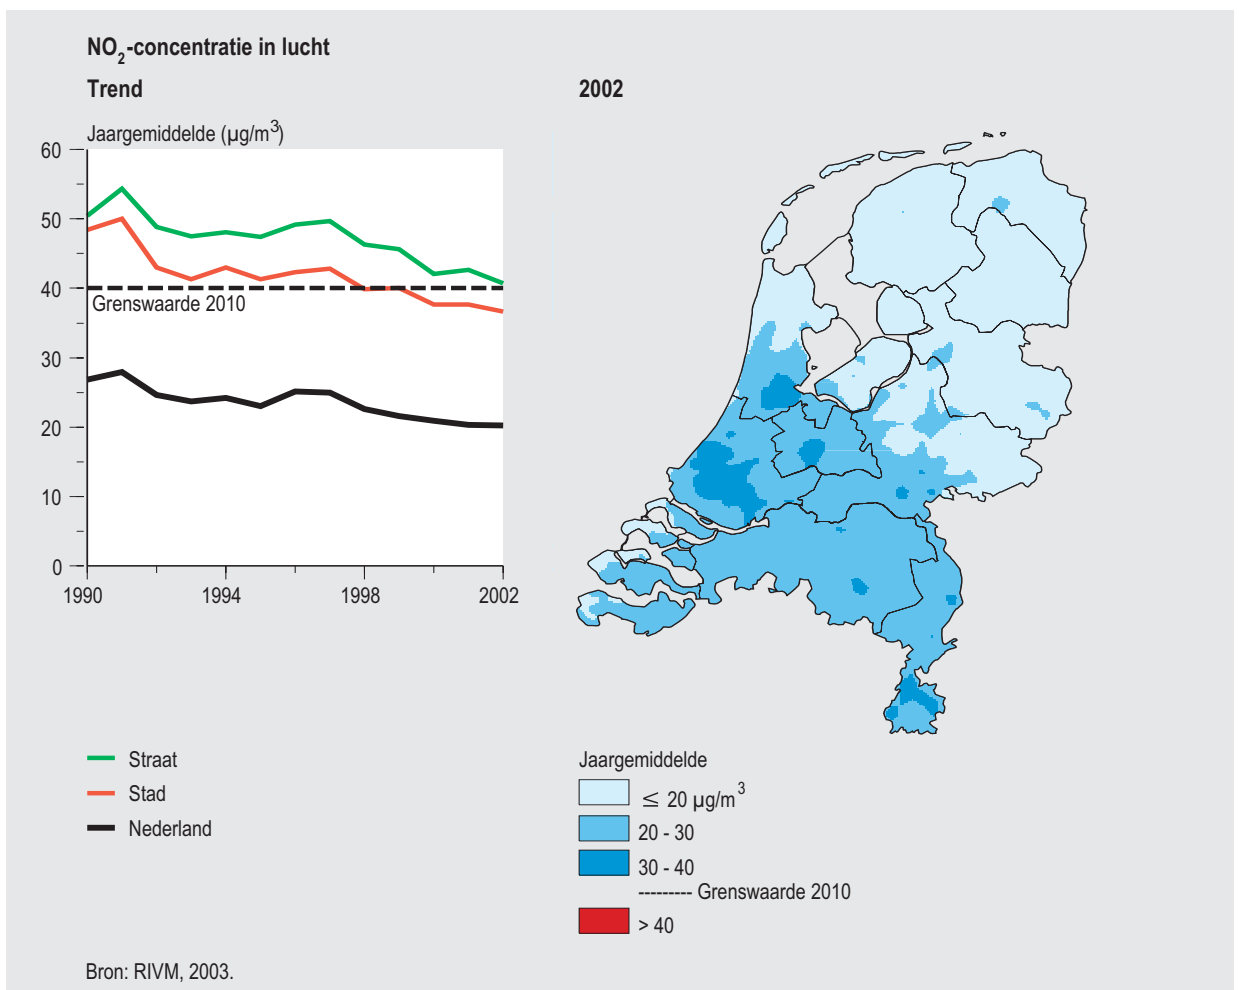 NO₂-concentratie in lucht
Trend
Jaargemiddelde (µg/m³)
60
50
40
30
20
10
0
Grenswaarde 2010
1990 1994 1998 2002
Straat
Stad
Nederland
2002
Jaargemiddelde
≤ 20 µg/m³
20 - 30
30 - 40
--------- Grenswaarde 2010
> 40
Bron: RIVM, 2003.